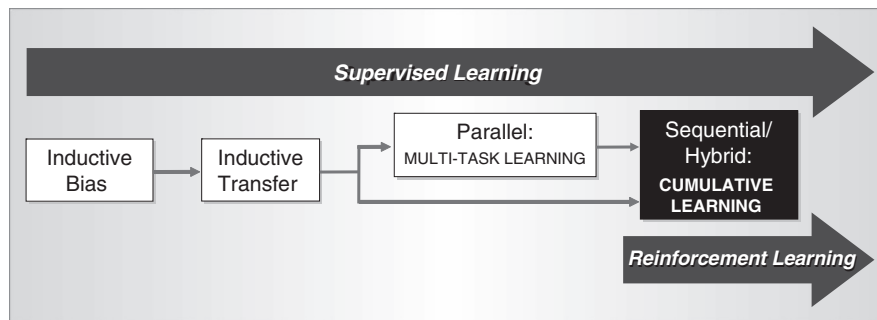 Supervised Learning
Inductive
Bias
Inductive
Transfer
Parallel:
MULTI-TASK LEARNING
Sequential/
Hybrid:
CUMULATIVE
LEARNING
Reinforcement Learning